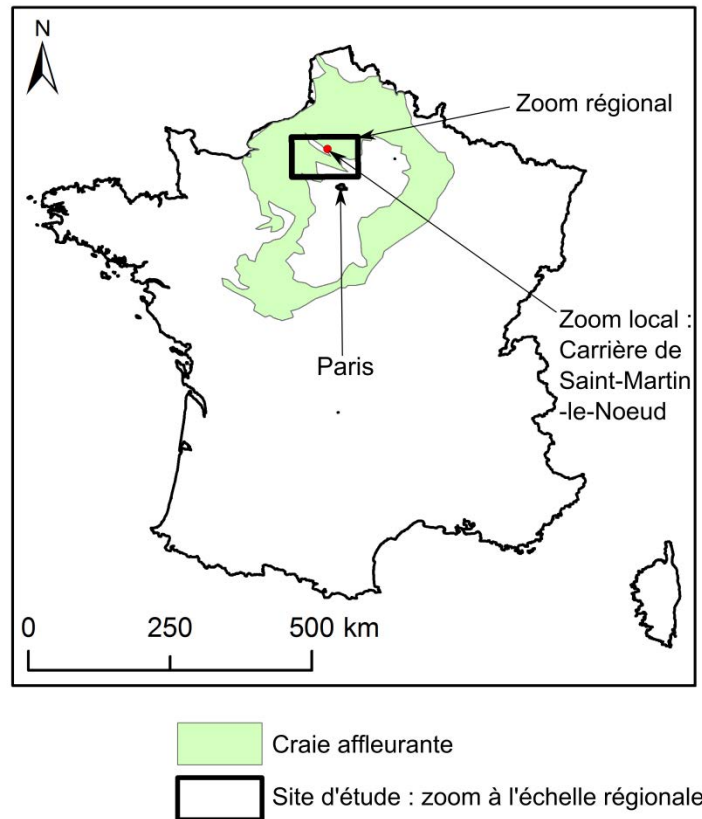 N
Zoom régional
Zoom local :
Carrière de
Saint-Martin
-le-Noeud
Paris
0 250 500 km
Craie affleurante
Site d'étude : zoom à l'échelle régionale